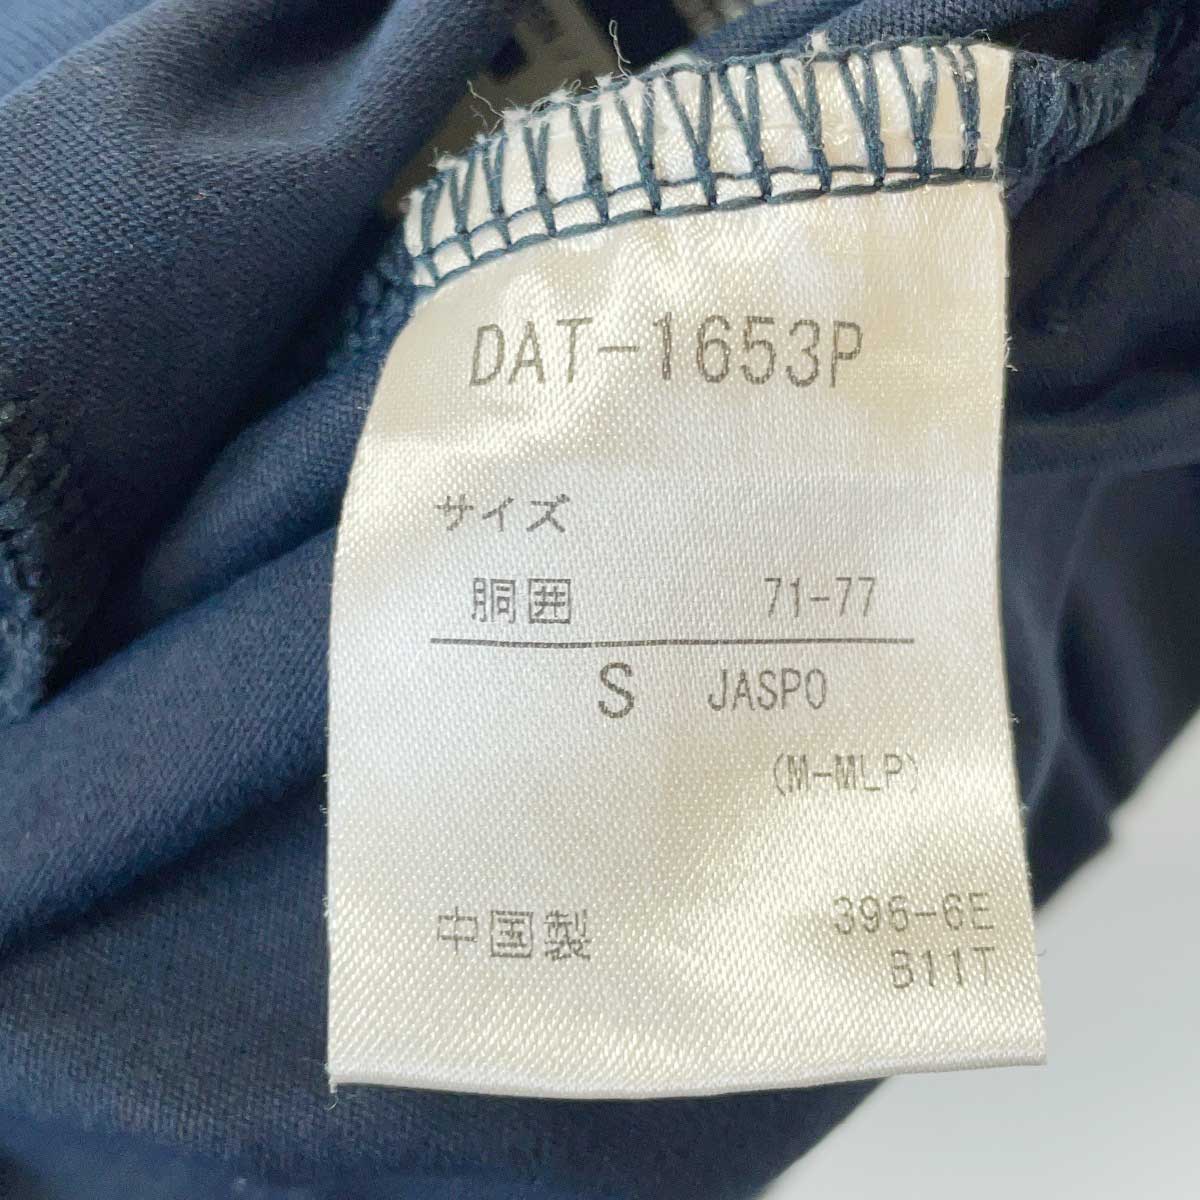 DAT-1653P
サイズ
胴囲 71-77
S JASPO
(M-MLP)
中国製 396-6E
B11T